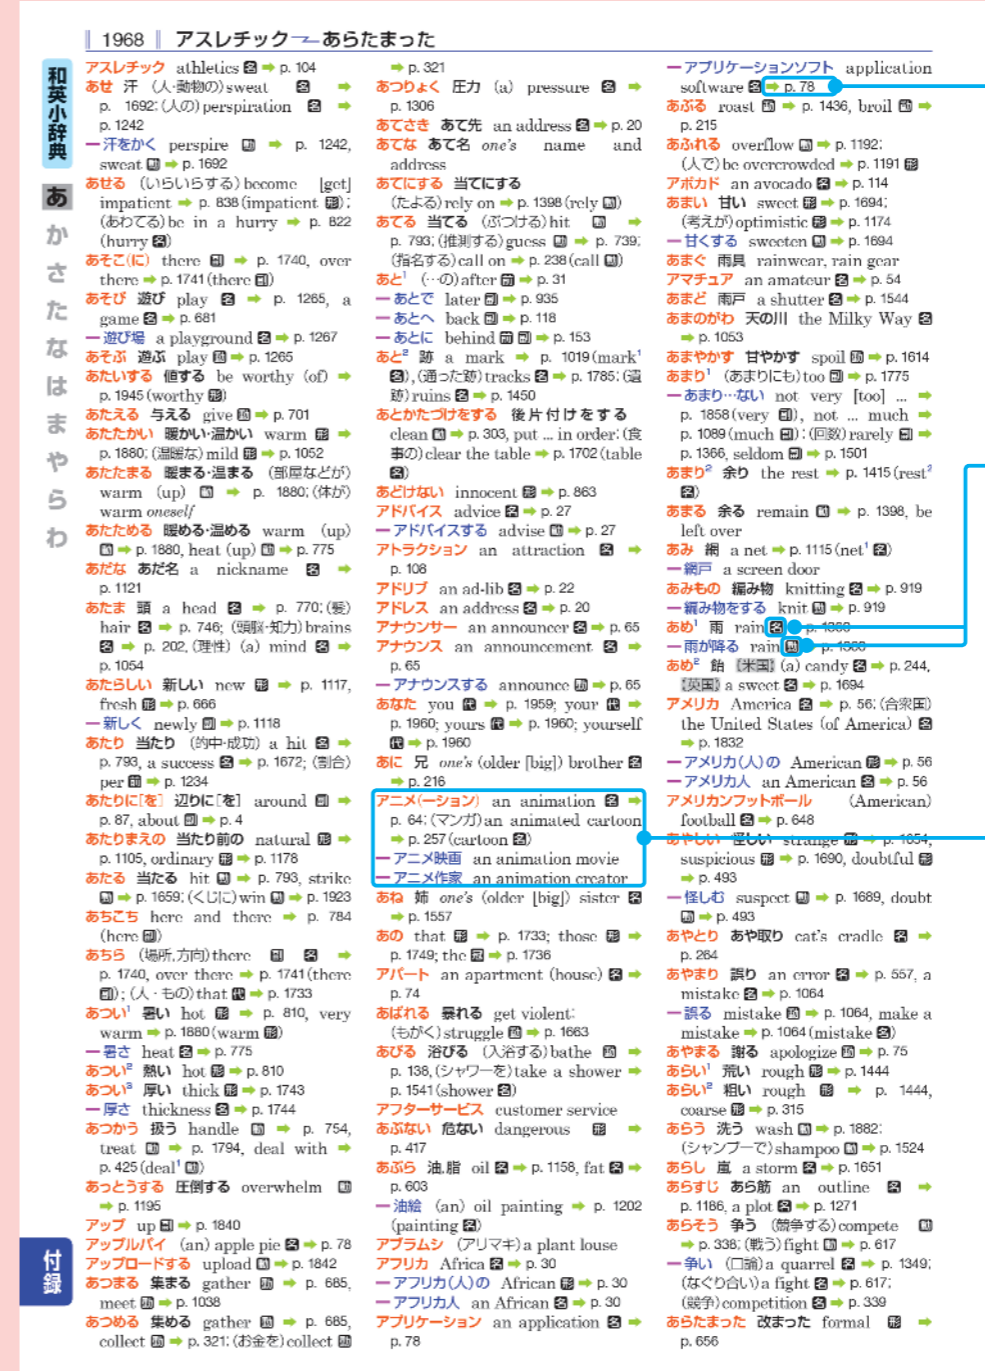 1968 アスレチック―あらたまった
和英小辞典
あ
か
さ
た
な
は
ま
や
ら
わ
付録
アスレチック athletics 名 ➡ p. 104
あせ 汗 (人・動物の)sweat 名 ➡
p. 1692; (人の)perspiration 名 ➡
p. 1242
―汗をかく perspire 動 ➡ p. 1242,
sweat 動 ➡ p. 1692
あせる (いらいらする)become [get]
impatient ➡ p. 838(impatient 形);
(あわてる)be in a hurry ➡ p. 822
(hurry 名)
あそこ(に) there 副 ➡ p. 1740, over
there ➡ p. 1741(there 副)
あそび 遊び play 名 ➡ p. 1265, a
game 名 ➡ p. 681
―遊び場 a playground 名 ➡ p. 1267
あそぶ 遊ぶ play 動 ➡ p. 1265
あたいする 値する be worthy (of) ➡
p. 1945(worthy 形)
あたえる 与える give 動 ➡ p. 701
あたたかい 暖かい・温かい warm 形 ➡
p. 1880; (温暖な)mild 形 ➡ p. 1052
あたたまる 暖まる・温まる (部屋などが)
warm (up) 動 ➡ p. 1880; (体が)
warm oneself
あたためる 暖める・温める warm (up)
動 ➡ p. 1880, heat (up) 動 ➡ p. 775
あだな あだ名 a nickname 名 ➡
p. 1121
あたま 頭 a head 名 ➡ p. 770; (髪)
hair 名 ➡ p. 746; (頭脳・知力)brains
名 ➡ p. 202, (理性) (a) mind 名 ➡
p. 1054
あたらしい 新しい new 形 ➡ p. 1117,
fresh 形 ➡ p. 666
―新しく newly 副 ➡ p. 1118
あたり 当たり (的中・成功) a hit 名 ➡
p. 793, a success 名 ➡ p. 1672; (割合)
per 前 ➡ p. 1234
あたりに[を] 辺りに[を] around 副 ➡
p. 87, about 副 ➡ p. 4
あたりまえの 当たり前の natural 形 ➡
p. 1105, ordinary 形 ➡ p. 1178
あたる 当たる hit 動 ➡ p. 793, strike
動 ➡ p. 1659; (くじに)win 動 ➡ p. 1923
あちこち here and there ➡ p. 784
(here 副)
あちら (場所,方向)there 副 名 ➡
p. 1740, over there ➡ p. 1741(there
副); (人・もの)that 代 ➡ p. 1733
あつい¹ 暑い hot 形 ➡ p. 810, very
warm ➡ p. 1880(warm 形)
―暑さ heat 名 ➡ p. 775
あつい² 熱い hot 形 ➡ p. 810
あつい³ 厚い thick 形 ➡ p. 1743
―厚さ thickness 名 ➡ p. 1744
あつかう 扱う handle 動 ➡ p. 754,
treat 動 ➡ p. 1794, deal with ➡
p. 425(deal¹ 動)
あっとうする 圧倒する overwhelm 動
➡ p. 1195
アップ up 副 ➡ p. 1840
アップルパイ (an) apple pie 名 ➡ p. 78
アップロードする upload 動 ➡ p. 1842
あつまる 集まる gather 動 ➡ p. 685,
meet 動 ➡ p. 1038
あつめる 集める gather 動 ➡ p. 685,
collect 動 ➡ p. 321; (お金を)collect 動
➡ p. 321
あつりょく 圧力 (a) pressure 名 ➡
p. 1306
あてさき あて先 an address 名 ➡ p. 20
あてな あて名 one's name and
address
あてにする 当てにする
(たよる)rely on ➡ p. 1398(rely 動)
あてる 当てる (ぶつける)hit 動 ➡
p. 793; (推測する)guess 動 ➡ p. 739;
(指名する)call on ➡ p. 238(call 動)
あと¹ (…の)after 前 ➡ p. 31
―あとで later 副 ➡ p. 935
―あとへ back 副 ➡ p. 118
―あとに behind 前 副 ➡ p. 153
あと² 跡 a mark ➡ p. 1019(mark¹
名), (通った跡)tracks 名 ➡ p. 1785; (遺
跡)ruins 名 ➡ p. 1450
あとかたづけをする 後片付けをする
clean 動 ➡ p. 303, put ... in order: (食
事の)clear the table ➡ p. 1702(table
名)
あどけない innocent 形 ➡ p. 863
アドバイス advice 名 ➡ p. 27
―アドバイスする advise 動 ➡ p. 27
アトラクション an attraction 名 ➡
p. 108
アドリブ an ad-lib 名 ➡ p. 22
アドレス an address 名 ➡ p. 20
アナウンサー an announcer 名 ➡ p. 65
アナウンス an announcement 名 ➡
p. 65
―アナウンスする announce 動 ➡ p. 65
あなた you 代 ➡ p. 1959; your 代 ➡
p. 1960; yours 代 ➡ p. 1960; yourself
代 ➡ p. 1960
あに 兄 one's (older [big]) brother 名
➡ p. 216
アニメ(ーション) an animation 名 ➡
p. 64; (マンガ)an animated cartoon
➡ p. 257(cartoon 名)
―アニメ映画 an animation movie
―アニメ作家 an animation creator
あね 姉 one's (older [big]) sister 名
➡ p. 1557
あの that 形 ➡ p. 1733; those 形 ➡
p. 1749; the 冠 ➡ p. 1736
アパート an apartment (house) 名 ➡
p. 74
あばれる 暴れる get violent;
(もがく)struggle 動 ➡ p. 1663
あびる 浴びる (入浴する)bathe 動 ➡
p. 138, (シャワーを)take a shower ➡
p. 1541(shower 名)
アフターサービス customer service
あぶない 危ない dangerous 形 ➡
p. 417
あぶら 油,脂 oil 名 ➡ p. 1158, fat 名 ➡
p. 603
―油絵 (an) oil painting ➡ p. 1202
(painting 名)
アブラムシ (アリマキ)a plant louse
アフリカ Africa 名 ➡ p. 30
―アフリカ(人)の African 形 ➡ p. 30
―アフリカ人 an African 名 ➡ p. 30
アプリケーション an application 名 ➡
p. 78
―アプリケーションソフト application
software 名 ➡ p. 78
あぶる roast 動 ➡ p. 1436, broil 動 ➡
p. 215
あふれる overflow 動 ➡ p. 1192;
(人で)be overcrowded ➡ p. 1191 形
アボカド an avocado 名 ➡ p. 114
あまい 甘い sweet 形 ➡ p. 1694;
(考えが)optimistic 形 ➡ p. 1174
―甘くする sweeten 動 ➡ p. 1694
あまぐ 雨具 rainwear, rain gear
アマチュア an amateur 名 ➡ p. 54
あまど 雨戸 a shutter 名 ➡ p. 1544
あまのがわ 天の川 the Milky Way 名
➡ p. 1053
あまやかす 甘やかす spoil 動 ➡ p. 1614
あまり¹ (あまりにも)too 副 ➡ p. 1775
―あまり…ない not very [too] ... ➡
p. 1858(very 副), not ... much ➡
p. 1089(much 副); (回数)rarely 副 ➡
p. 1366, seldom 副 ➡ p. 1501
あまり² 余り the rest ➡ p. 1415(rest²
名)
あまる 余る remain 動 ➡ p. 1398, be
left over
あみ 網 a net ➡ p. 1115(net¹ 名)
―網戸 a screen door
あみもの 編み物 knitting 名 ➡ p. 919
―編み物をする knit 動 ➡ p. 919
あめ¹ 雨 rain 名 ➡ p. 1360
―雨が降る rain 動 ➡ p. 1360
あめ² 飴 〔米国〕 (a) candy 名 ➡ p. 244,
〔英国〕 a sweet 名 ➡ p. 1694
アメリカ America 名 ➡ p. 56; (合衆国)
the United States (of America) 名
➡ p. 1832
―アメリカ(人)の American 形 ➡ p. 56
―アメリカ人 an American 名 ➡ p. 56
アメリカンフットボール (American)
football 名 ➡ p. 648
あやしい 怪しい strange 形 ➡ p. 1654,
suspicious 形 ➡ p. 1690, doubtful 形
➡ p. 493
―怪しむ suspect 動 ➡ p. 1689, doubt
動 ➡ p. 493
あやとり あや取り cat's cradle 名 ➡
p. 264
あやまり 誤り an error 名 ➡ p. 557, a
mistake 名 ➡ p. 1064
―誤る mistake 動 ➡ p. 1064, make a
mistake ➡ p. 1064(mistake 名)
あやまる 謝る apologize 動 ➡ p. 75
あらい¹ 荒い rough 形 ➡ p. 1444
あらい² 粗い rough 形 ➡ p. 1444,
coarse 形 ➡ p. 315
あらう 洗う wash 動 ➡ p. 1882;
(シャンプーで)shampoo 動 ➡ p. 1524
あらし 嵐 a storm 名 ➡ p. 1651
あらすじ あら筋 an outline 名 ➡
p. 1186, a plot 名 ➡ p. 1271
あらそう 争う (競争する)compete 動
➡ p. 338; (戦う)fight 動 ➡ p. 617
―争い (口論)a quarrel 名 ➡ p. 1349;
(なぐり合い)a fight 名 ➡ p. 617;
(競争)competition 名 ➡ p. 339
あらたまった 改まった formal 形 ➡
p. 656